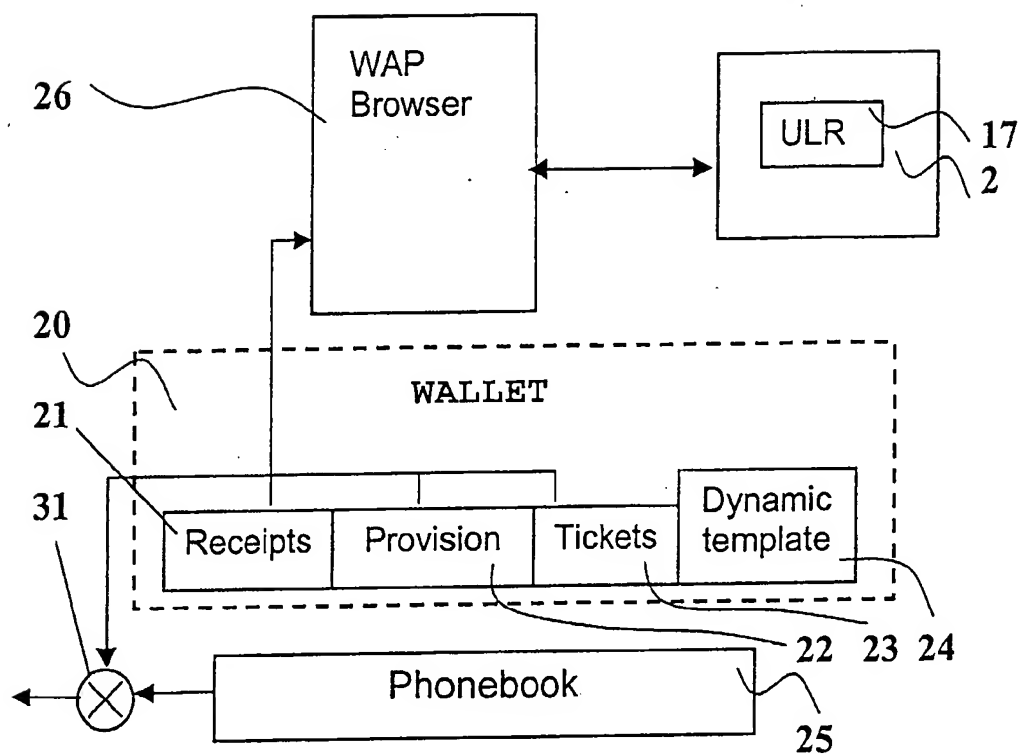 WAP
Browser
26
ULR
17
2
20
WALLET
21
31
Receipts
Provision
Tickets
Dynamic
template
22
23
24
Phonebook
25